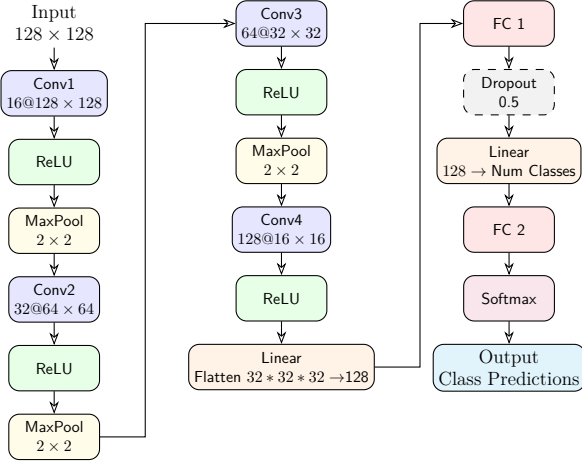 Input
128 × 128
Conv1
16@128 × 128
ReLU
MaxPool
2 × 2
Conv2
32@64 × 64
ReLU
MaxPool
2 × 2
Conv3
64@32 × 32
ReLU
MaxPool
2 × 2
Conv4
128@16 × 16
ReLU
Linear
Flatten 32 ∗ 32 ∗ 32 →128
FC 1
Dropout
0.5
Linear
128 → Num Classes
FC 2
Softmax
Output
Class Predictions